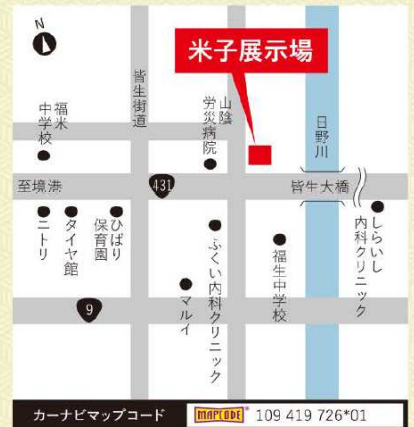 N
米子展示場
皆生街道
山陰
労災病院
福米
中学校
日野川
至境港
431
皆生大橋
ニトリ
タイヤ館
ひばり
保育園
マルイ
ふくい内科クリニック
福生中学校
しらいし
内科クリニック
9
カーナビマップコード
MAPCODE® 109 419 726*01